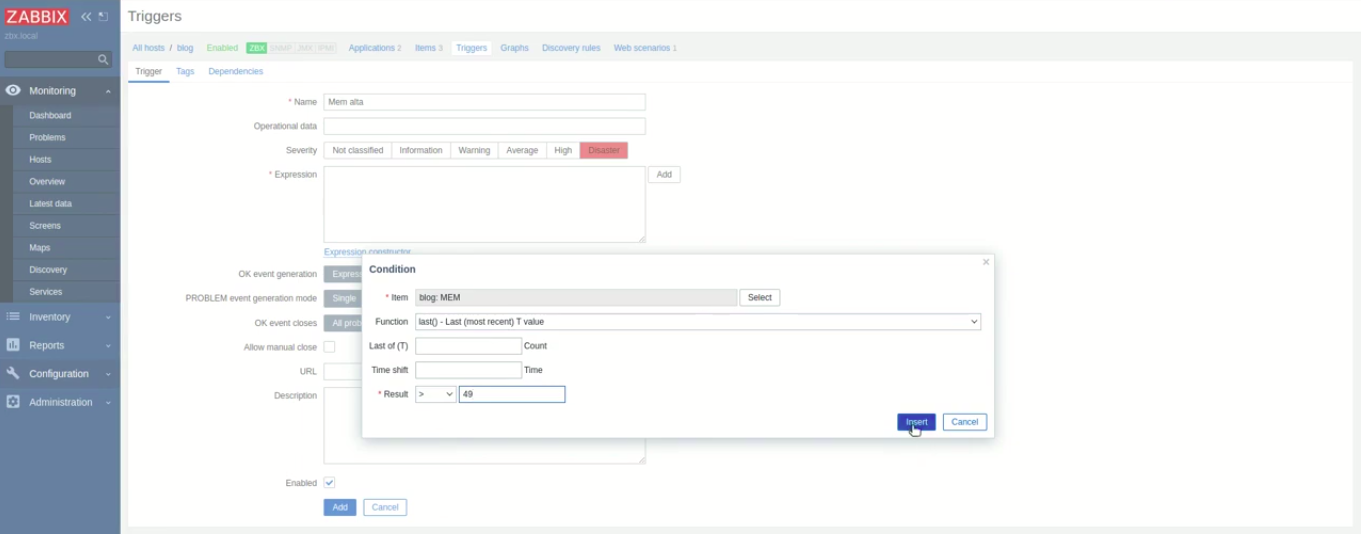 ZABBIX
Triggers
zbx.local
All hosts / blog Enabled ZBX SNMP JMX IPMI Applications 2 Items 3 Triggers Graphs Discovery rules Web scenarios 1
Trigger Tags Dependencies
Monitoring
Dashboard
Problems
Hosts
Overview
Latest data
Screens
Maps
Discovery
Services
Inventory
Reports
Configuration
Administration
* Name Mem alta
Operational data
Severity Not classified Information Warning Average High Disaster
* Expression Add
Expression constructor
OK event generation Expres
PROBLEM event generation mode Single
OK event closes All prob
Allow manual close
URL
Description
Enabled
Add Cancel
Condition
* Item blog: MEM Select
Function last() - Last (most recent) T value
Last of (T) Count
Time shift Time
* Result > 49
Insert Cancel